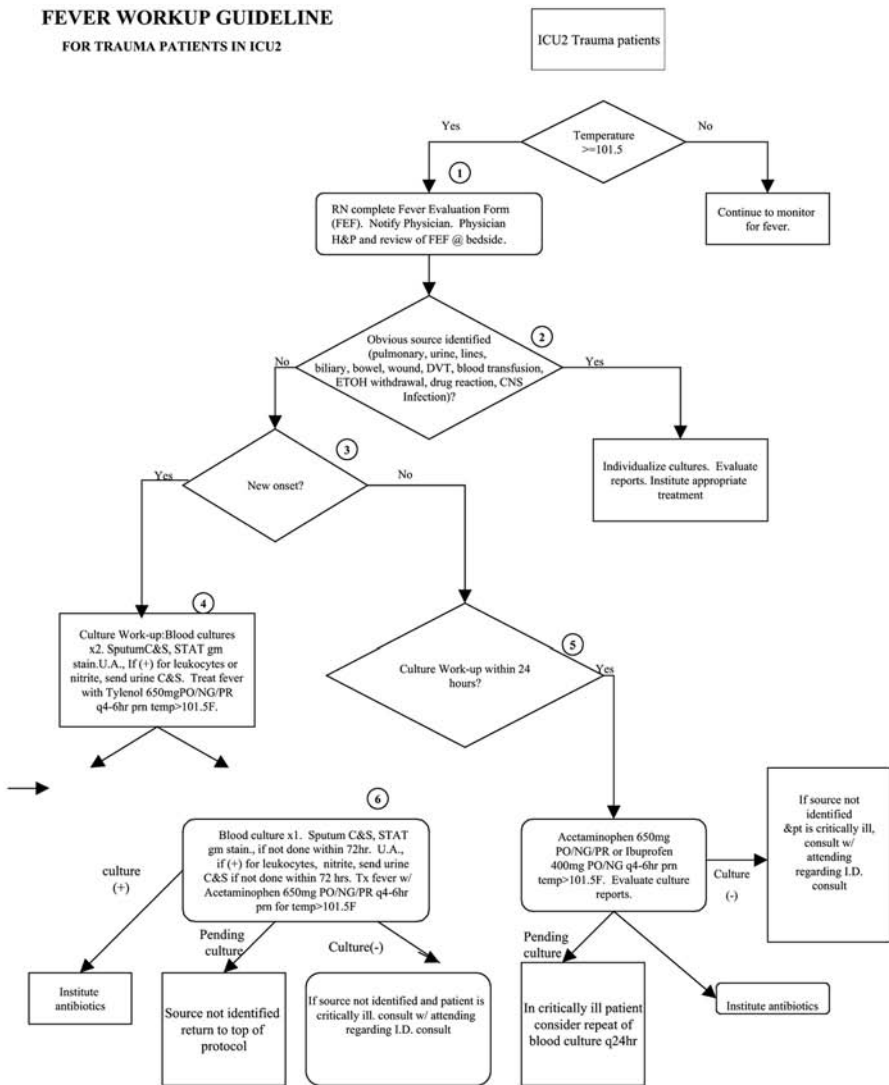 FEVER WORKUP GUIDELINE
FOR TRAUMA PATIENTS IN ICU2
ICU2 Trauma patients
Yes
Temperature
>=101.5
No
1
RN complete Fever Evaluation Form
(FEF). Notify Physician. Physician
H&P and review of FEF @ bedside.
Continue to monitor
for fever.
2
Obvious source identified
(pulmonary, urine, lines,
biliary, bowel, wound, DVT, blood transfusion,
ETOH withdrawal, drug reaction, CNS
Infection)?
No
Yes
Individualize cultures. Evaluate
reports. Institute appropriate
treatment
3
Yes
New onset?
No
4
Culture Work-up:Blood cultures
x2. SputumC&S, STAT gm
stain.U.A., If (+) for leukocytes or
nitrite, send urine C&S. Treat fever
with Tylenol 650mgPO/NG/PR
q4-6hr prn temp>101.5F.
5
Culture Work-up within 24
hours?
Yes
6
Blood culture x1. Sputum C&S, STAT
gm stain., if not done within 72hr. U.A.,
if (+) for leukocytes, nitrite, send urine
C&S if not done within 72 hrs. Tx fever w/
Acetaminophen 650mg PO/NG/PR q4-6hr
prn for temp>101.5F
culture
(+)
Pending
culture
Culture(-)
Institute
antibiotics
Source not identified
return to top of
protocol
If source not identified and patient is
critically ill. consult w/ attending
regarding I.D. consult
Acetaminophen 650mg
PO/NG/PR or Ibuprofen
400mg PO/NG q4-6hr prn
temp>101.5F. Evaluate culture
reports.
Culture
(-)
If source not
identified
&pt is critically ill,
consult w/
attending
regarding I.D.
consult
Pending
culture
In critically ill patient
consider repeat of
blood culture q24hr
Institute antibiotics